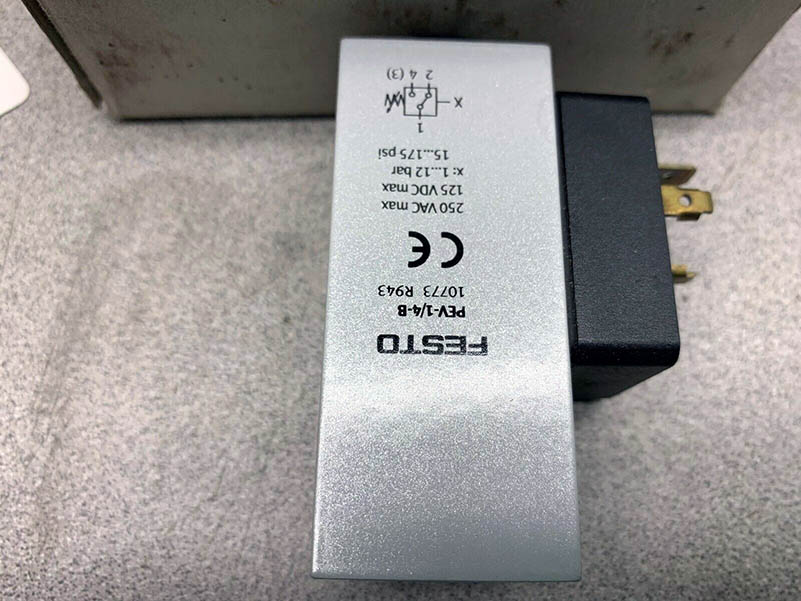 FESTO
PEV-1/4-B
10773 R943
CE
250 VAC max
125 VDC max
x: 1...12 bar
15...175 psi
1
X
2 4 (3)